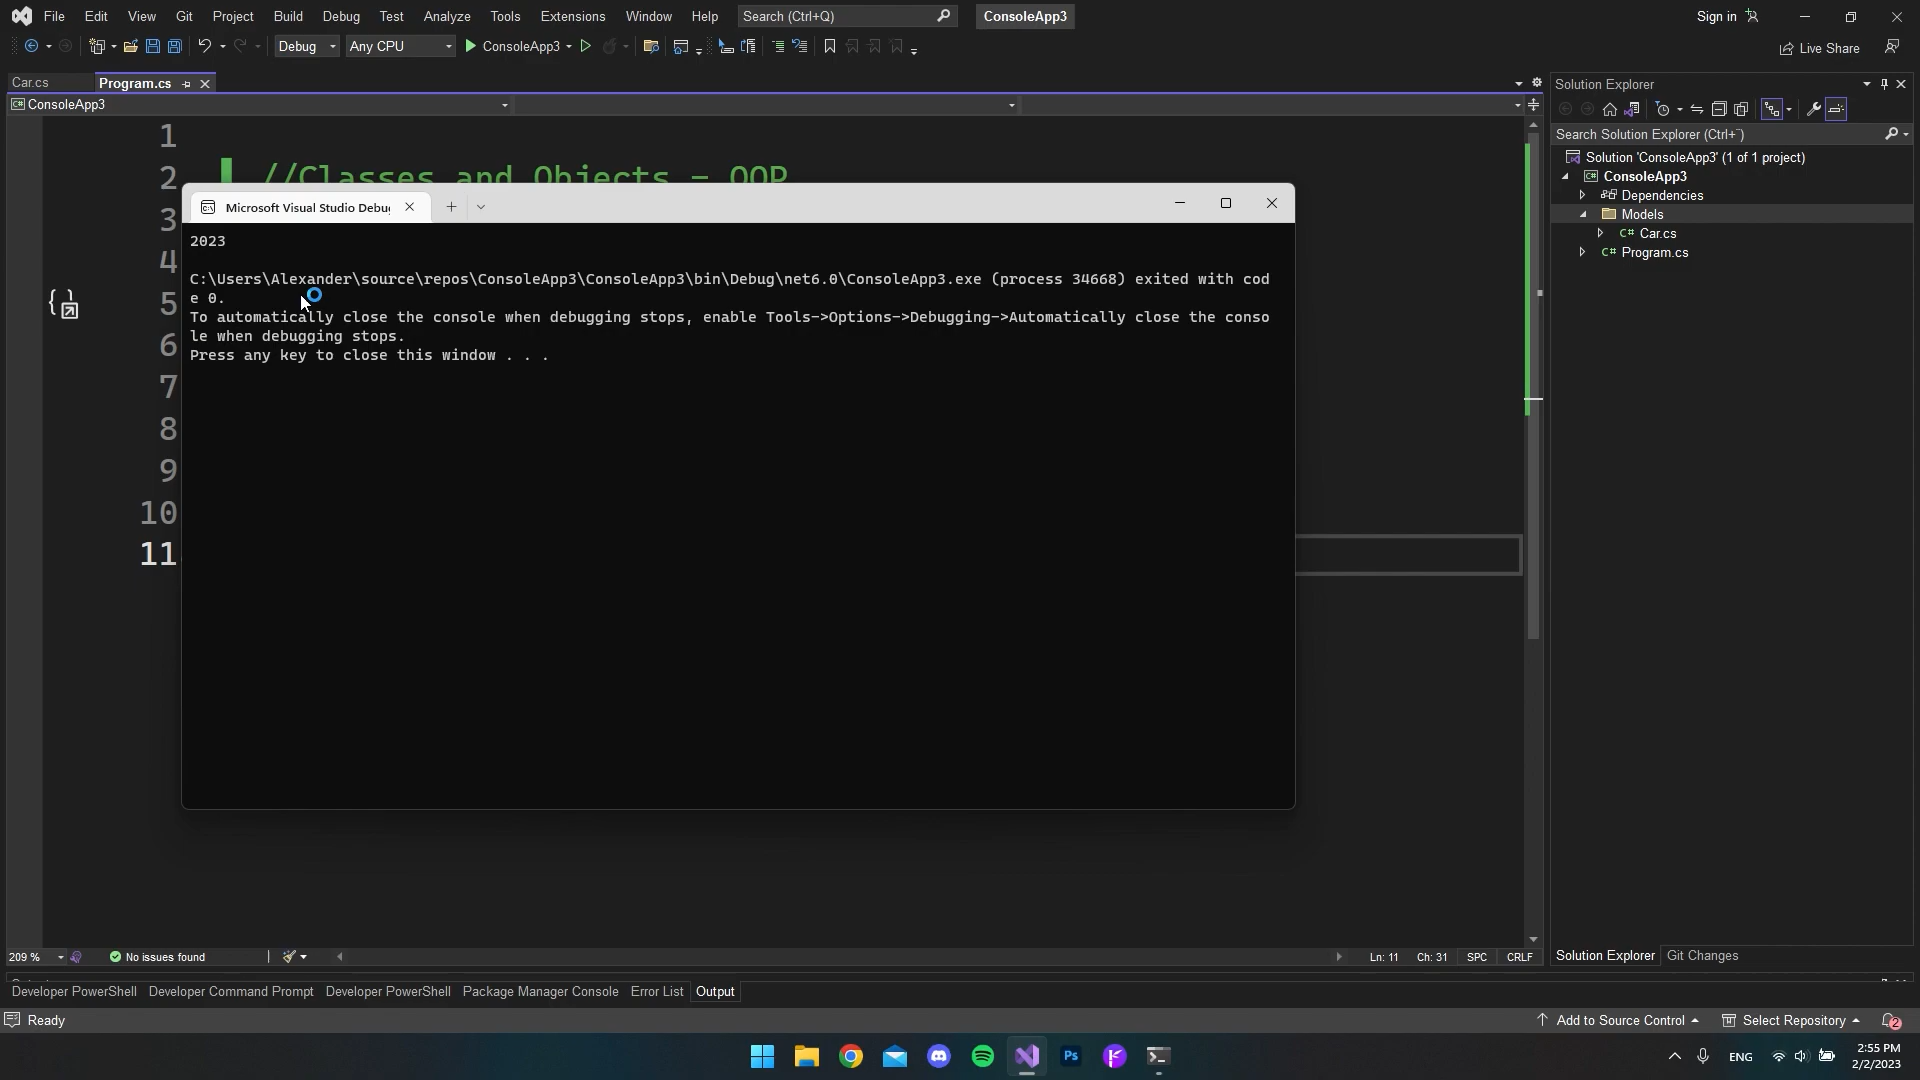 File Edit View Git Project Build Debug Test Analyze Tools Extensions Window Help Search (Ctrl+Q) ConsoleApp3 Sign in
Debug Any CPU ConsoleApp3 Live Share
Car.cs Program.cs
ConsoleApp3
Solution Explorer
Search Solution Explorer (Ctrl+¨)
Solution 'ConsoleApp3' (1 of 1 project)
ConsoleApp3
Dependencies
Models
Car.cs
Program.cs
1
2 //Classes and Objects = OOP
3
4
5
6
7
8
9
10
11
Microsoft Visual Studio Debu
2023
C:\Users\Alexander\source\repos\ConsoleApp3\ConsoleApp3\bin\Debug\net6.0\ConsoleApp3.exe (process 34668) exited with cod
e 0.
To automatically close the console when debugging stops, enable Tools->Options->Debugging->Automatically close the conso
le when debugging stops.
Press any key to close this window . . .
209 % No issues found Ln: 11 Ch: 31 SPC CRLF
Solution Explorer Git Changes
Developer PowerShell Developer Command Prompt Developer PowerShell Package Manager Console Error List Output
Ready Add to Source Control Select Repository 2
Ps ENG 2:55 PM
2/2/2023